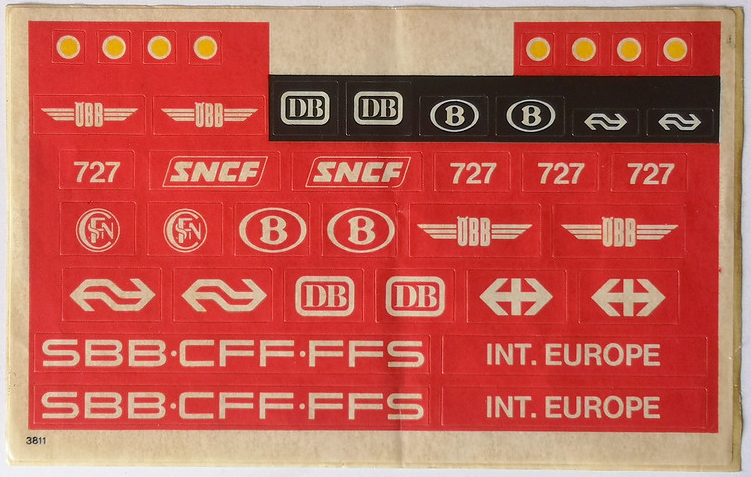 ÖBB ÖBB DB DB B B
727 SNCF SNCF 727 727 727
SNCF SNCF B B ÖBB ÖBB
DB DB
SBB·CFF·FFS INT. EUROPE
SBB·CFF·FFS INT. EUROPE
3811